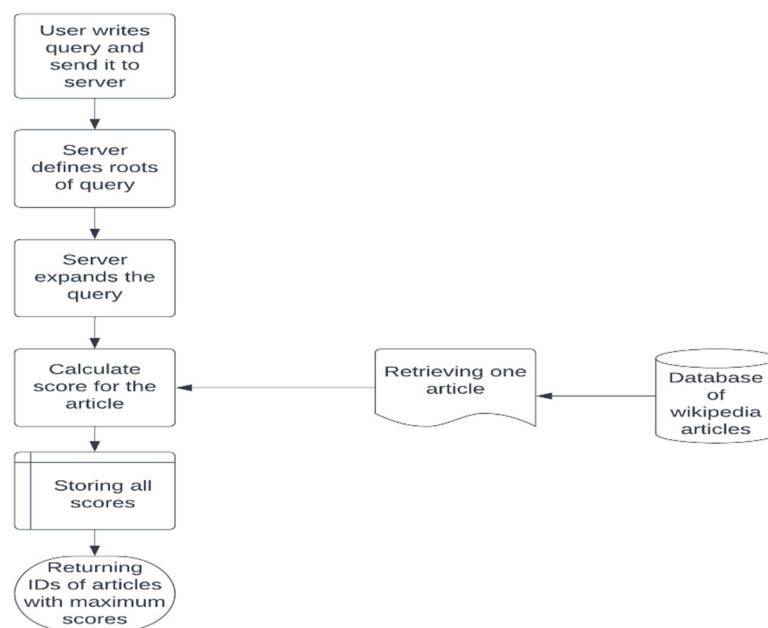 User writes
query and
send it to
server
Server
defines roots
of query
Server
expands the
query
Calculate
score for the
article
Retrieving one
article
Database
of
wikipedia
articles
Storing all
scores
Returning
IDs of articles
with maximum
scores